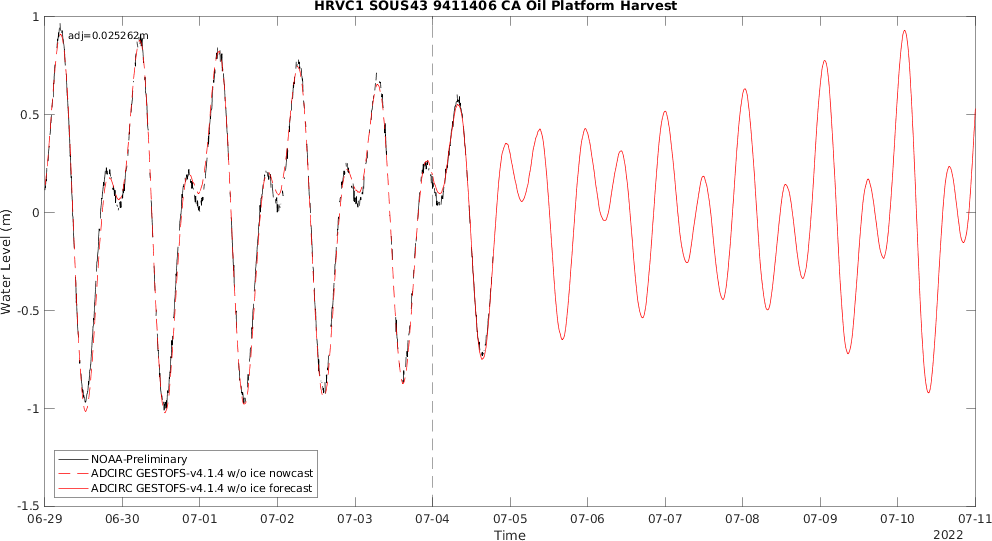 HRVC1 SOUS43 9411406 CA Oil Platform Harvest
adj=0.025262m
1
0.5
0
-0.5
-1
-1.5
Water Level (m)
NOAA-Preliminary
ADCIRC GESTOFS-v4.1.4 w/o ice nowcast
ADCIRC GESTOFS-v4.1.4 w/o ice forecast
06-29 06-30 07-01 07-02 07-03 07-04 07-05 07-06 07-07 07-08 07-09 07-10 07-11
Time
2022